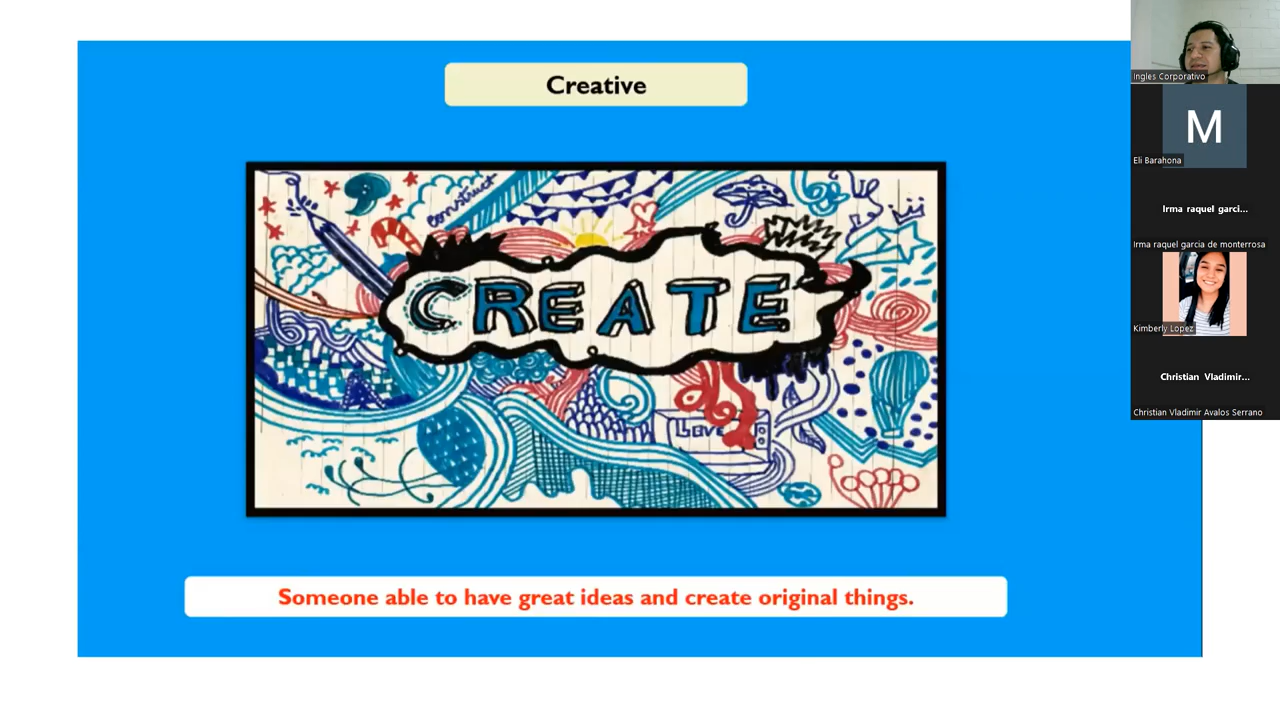 Creative
construct
CREATE
Love
Someone able to have great ideas and create original things.
Ingles Corporativo
M
Eli Barahona
Irma raquel garci...
Irma raquel garcia de monterrosa
Kimberly Lopez
Christian Vladimir...
Christian Vladimir Avalos Serrano